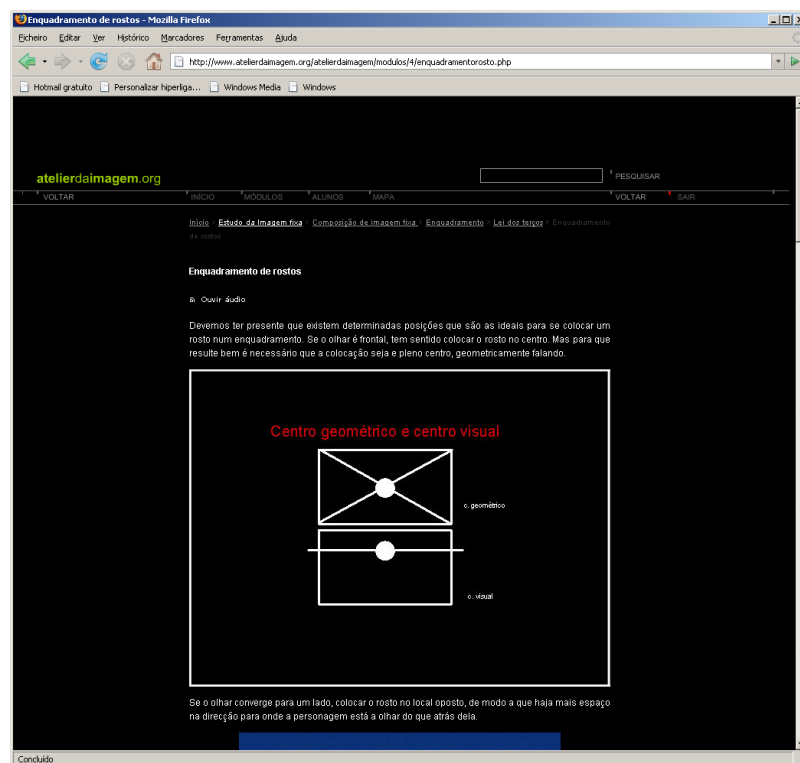 Enquadramento de rostos - Mozilla Firefox
Ficheiro Editar Ver Histórico Marcadores Ferramentas Ajuda
http://www.atelierdaimagem.org/atelierdaimagem/modulos/4/enquadramentorosto.php
Hotmail gratuito Personalizar hiperliga... Windows Media Windows
atelierdaimagem.org
PESQUISAR
VOLTAR INÍCIO MÓDULOS ALUNOS MAPA VOLTAR SAIR
Início > Estudo da Imagem fixa > Composição de imagem fixa > Enquadramento > Lei dos terços > Enquadramento
de rostos
Enquadramento de rostos
Ouvir áudio
Devemos ter presente que existem determinadas posições que são as ideais para se colocar um
rosto num enquadramento. Se o olhar é frontal, tem sentido colocar o rosto no centro. Mas para que
resulte bem é necessário que a colocação seja e pleno centro, geometricamente falando.
Centro geométrico e centro visual
c. geométrico
c. visual
Se o olhar converge para um lado, colocar o rosto no local oposto, de modo a que haja mais espaço
na direcção para onde a personagem está a olhar do que atrás dela.
Concluído